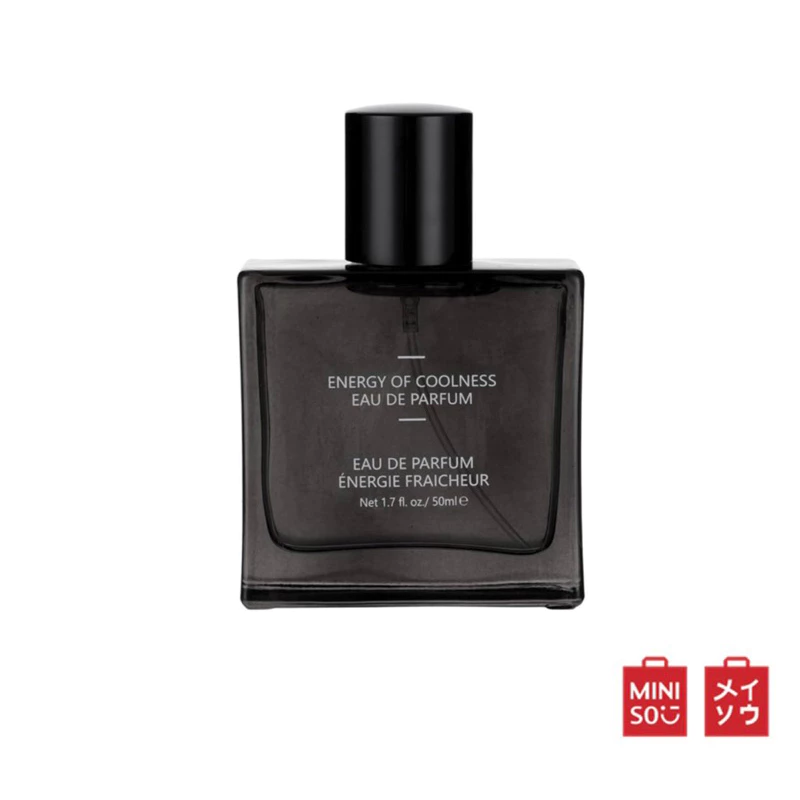 ENERGY OF COOLNESS
EAU DE PARFUM
EAU DE PARFUM
ÉNERGIE FRAICHEUR
Net 1.7 fl. oz./ 50ml℮
MINI
SO
メイ
ソウ